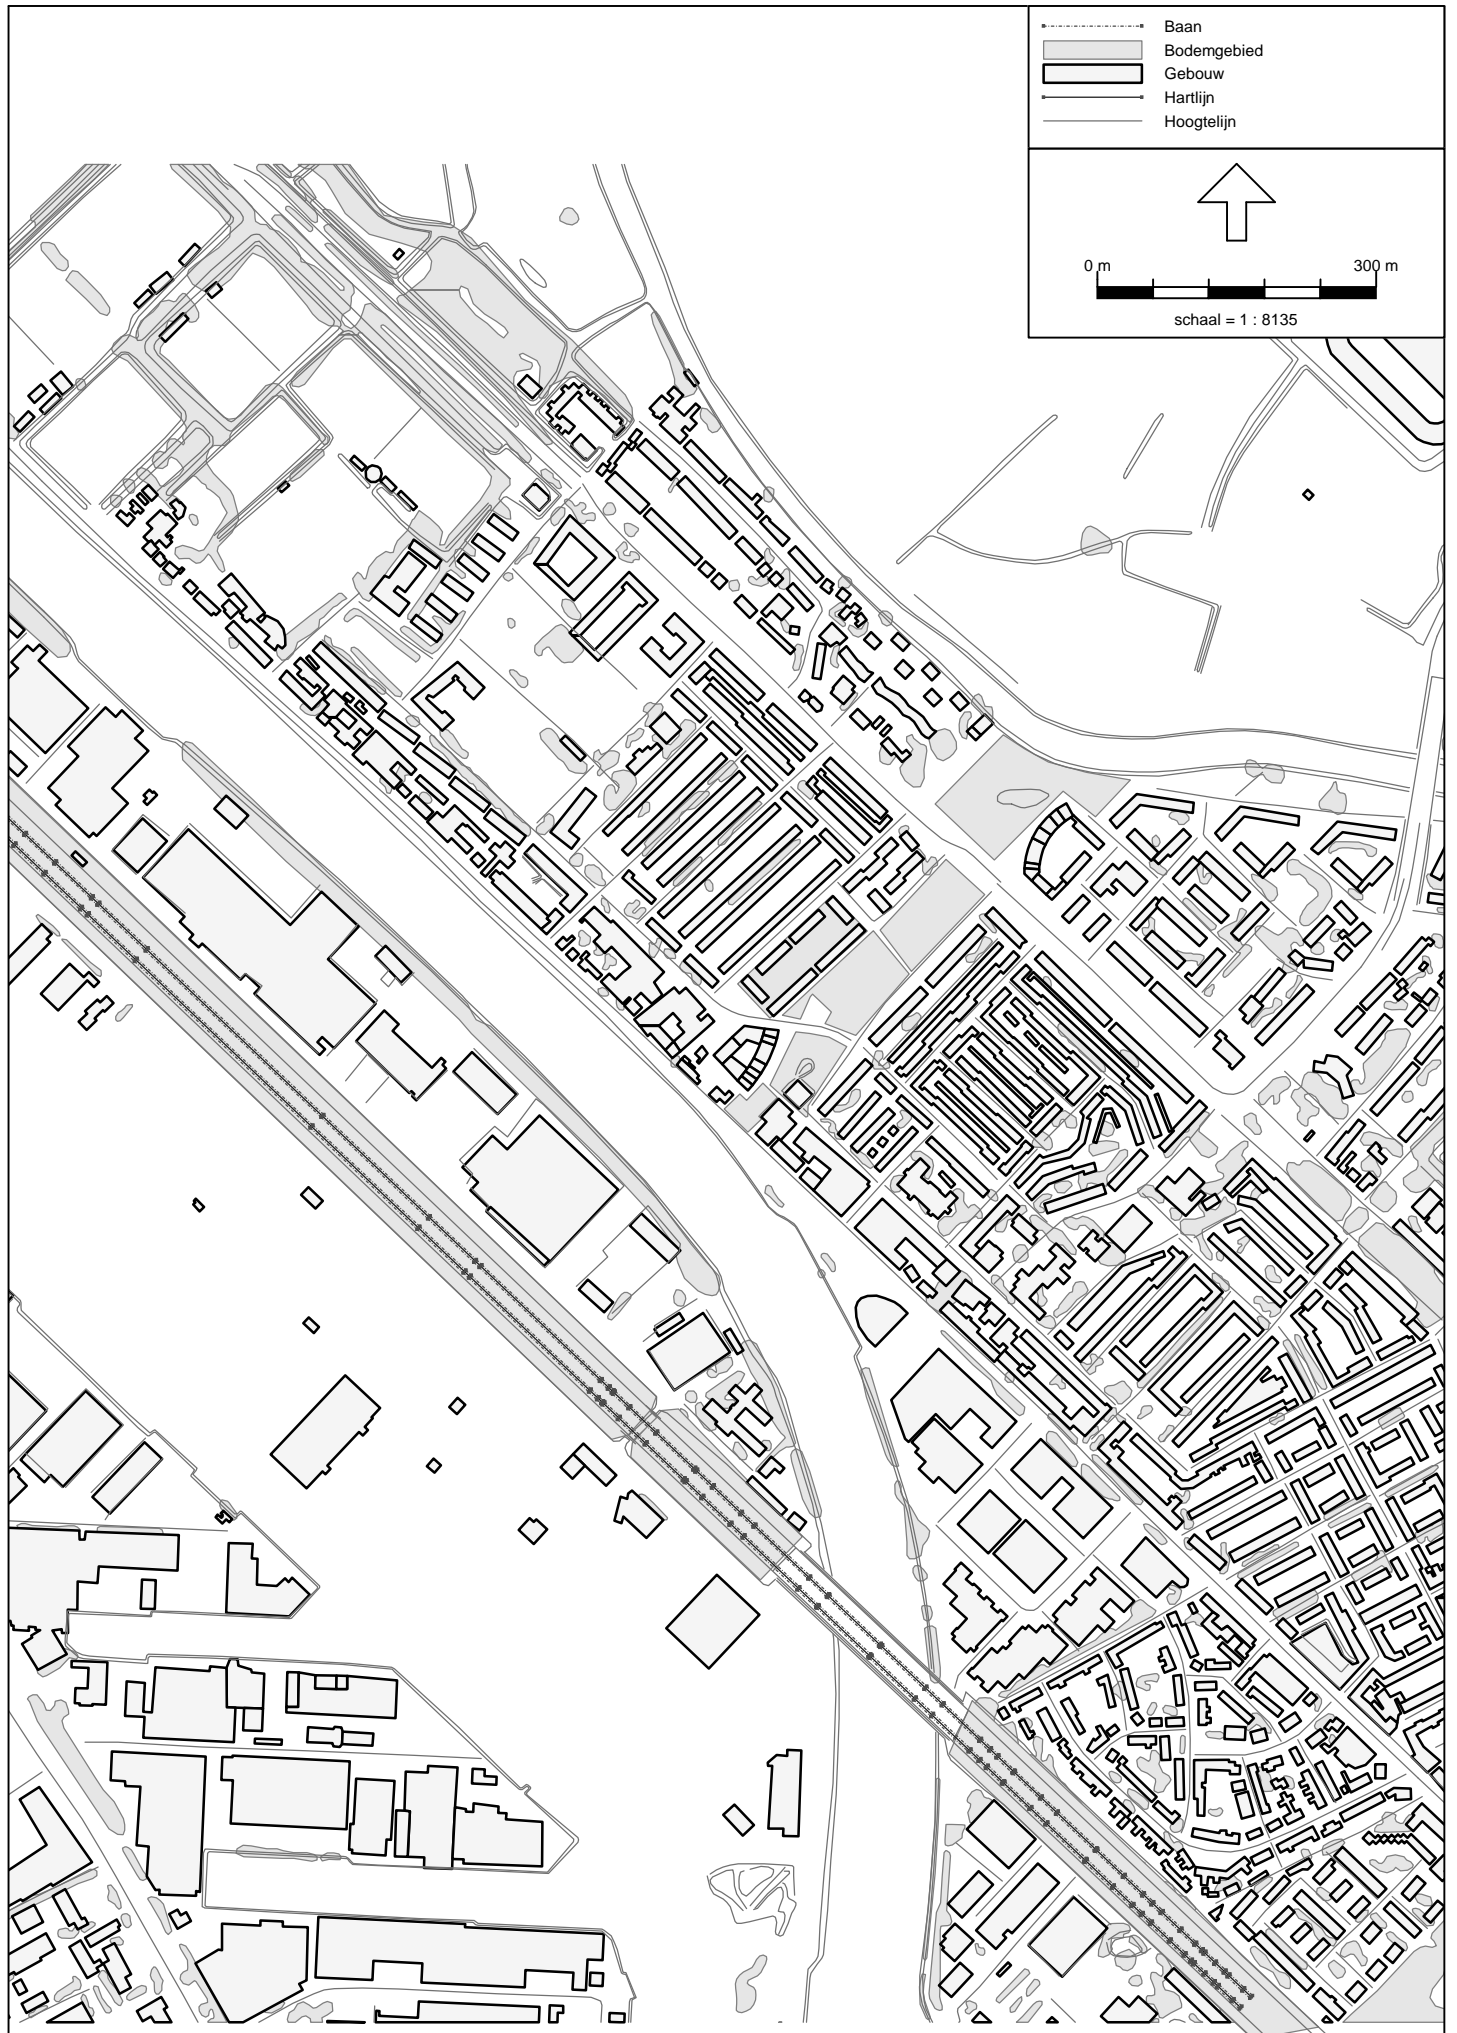 Baan
Bodemgebied
Gebouw
Hartlijn
Hoogtelijn
0 m 300 m
schaal = 1 : 8135